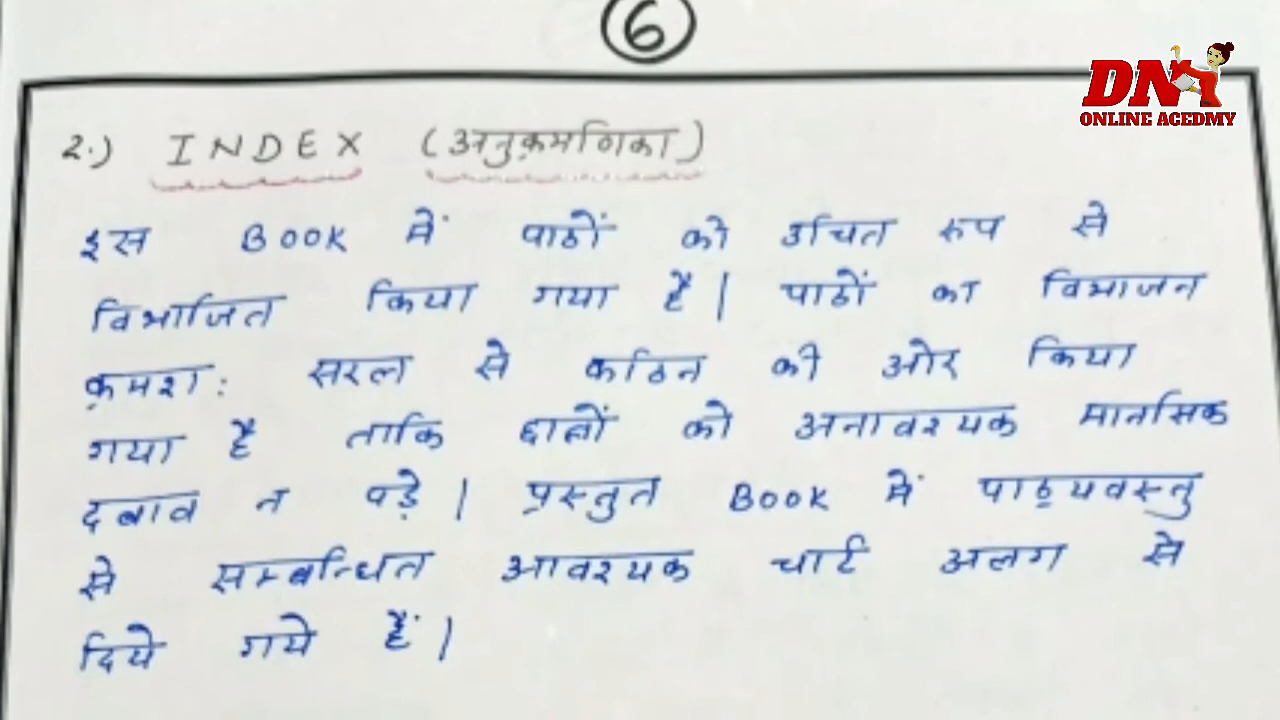 6
DNA
ONLINE ACEDMY
2.) INDEX (अनुक्रमणिका)
इस BOOK में पाठों को उचित रूप से
विभाजित किया गया है | पाठों का विभाजन
क्रमशः सरल से कठिन की ओर किया
गया है ताकि छात्रों को अनावश्यक मानसिक
दबाव न पड़े | प्रस्तुत BOOK में पाठ्यवस्तु
से सम्बन्धित आवश्यक चार्ट अलग से
दिये गये हैं |